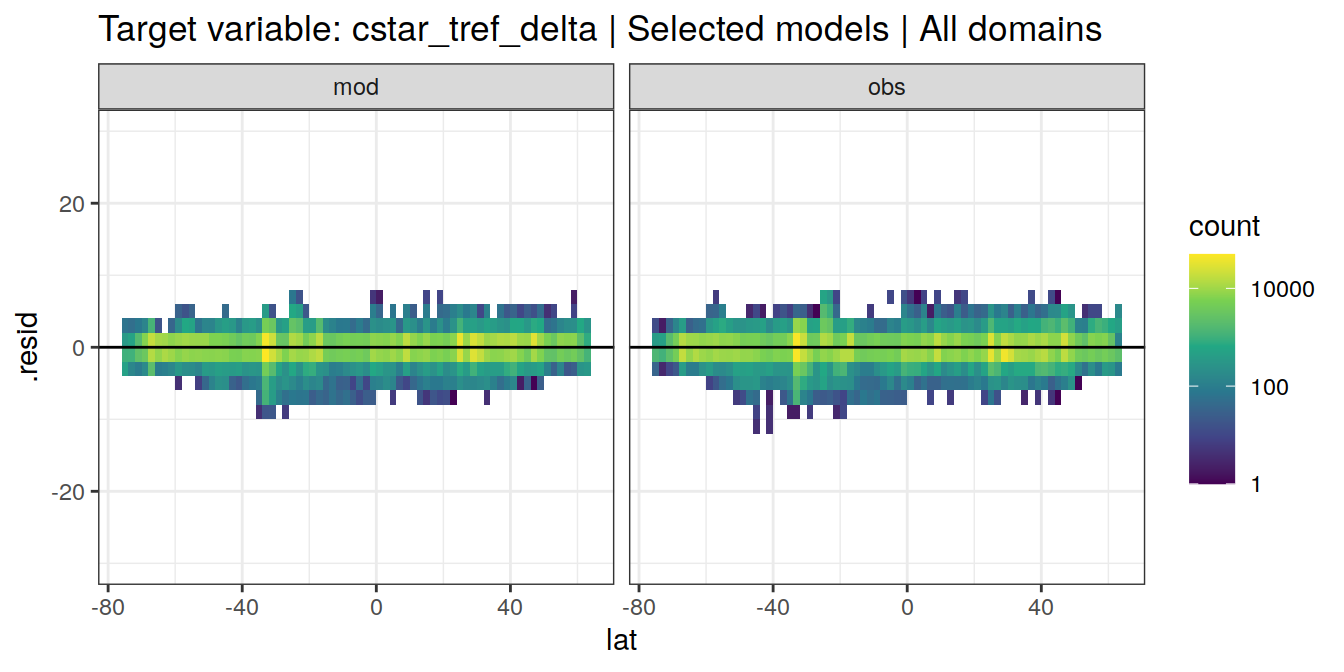 Target variable: cstar_tref_delta | Selected models | All domains
mod
obs
.resid
20
0
-20
-80
-40
0
40
-80
-40
0
40
lat
count
10000
100
1